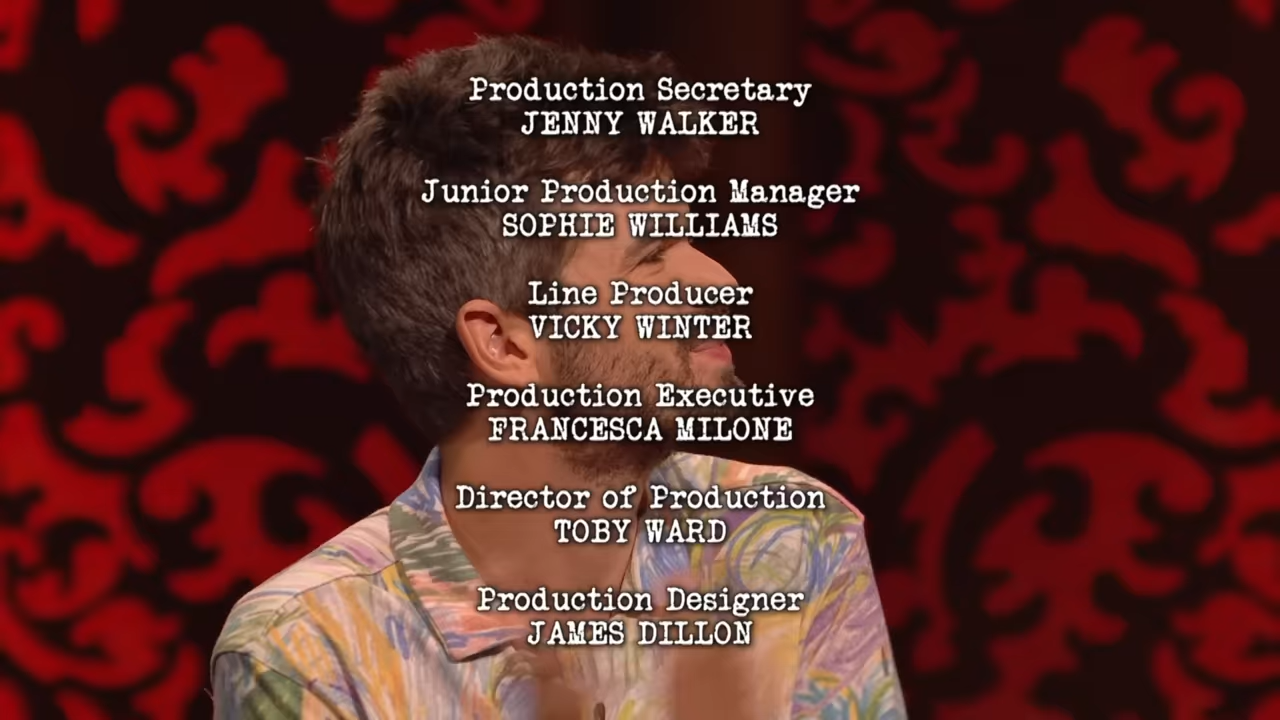 Production Secretary
JENNY WALKER
Junior Production Manager
SOPHIE WILLIAMS
Line Producer
VICKY WINTER
Production Executive
FRANCESCA MILONE
Director of Production
TOBY WARD
Production Designer
JAMES DILLON